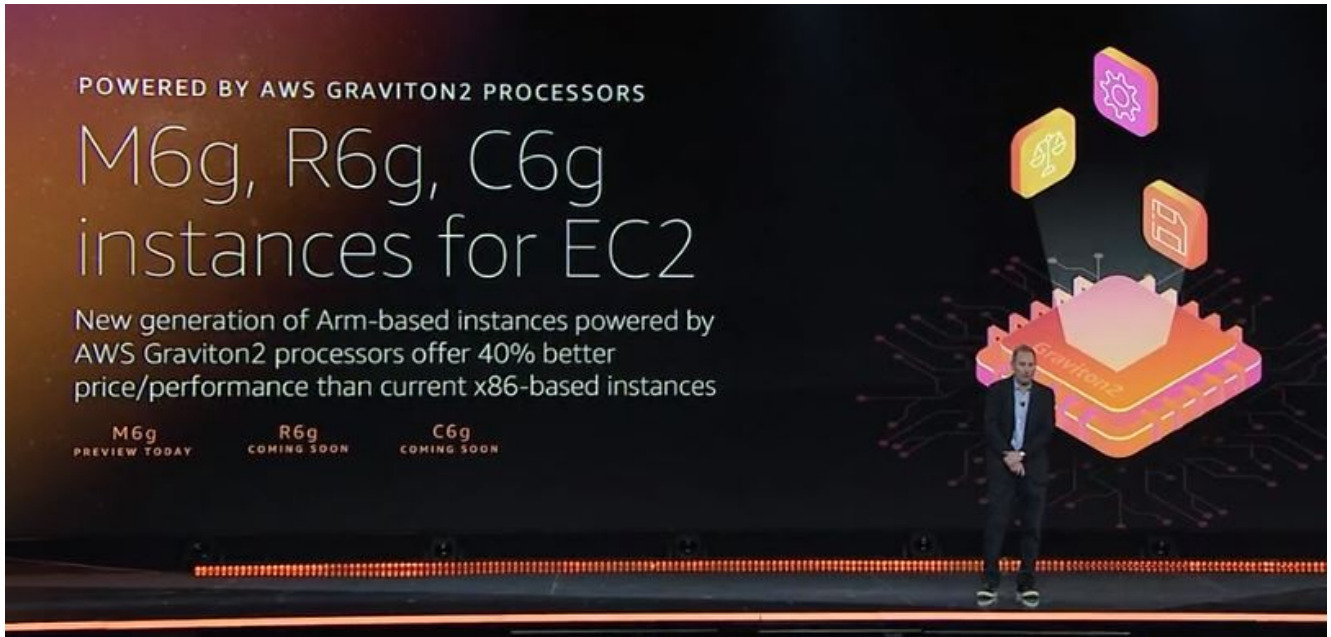 POWERED BY AWS GRAVITON2 PROCESSORS
M6g, R6g, C6g
instances for EC2
New generation of Arm-based instances powered by
AWS Graviton2 processors offer 40% better
price/performance than current x86-based instances
M6g
PREVIEW TODAY
R6g
COMING SOON
C6g
COMING SOON
Graviton2